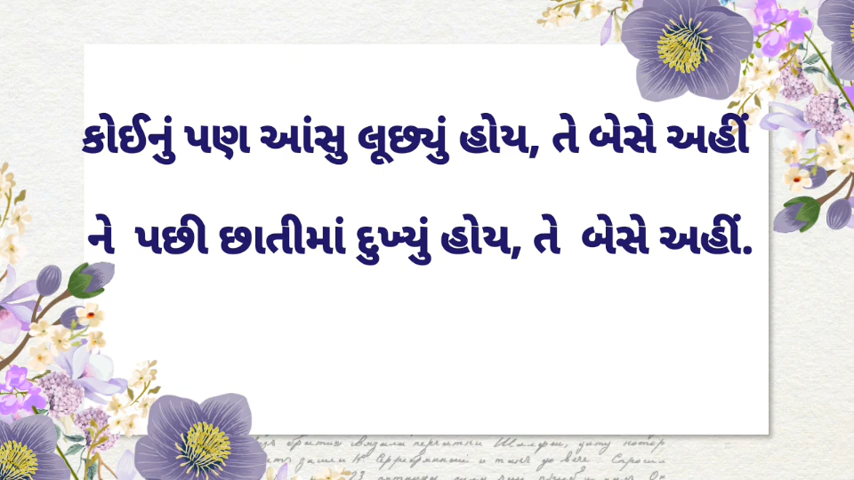 કોઈનું પણ આંસુ લૂછ્યું હોય, તે બેસે અહીં
ને પછી છાતીમાં દુખ્યું હોય, તે બેસે અહીં.